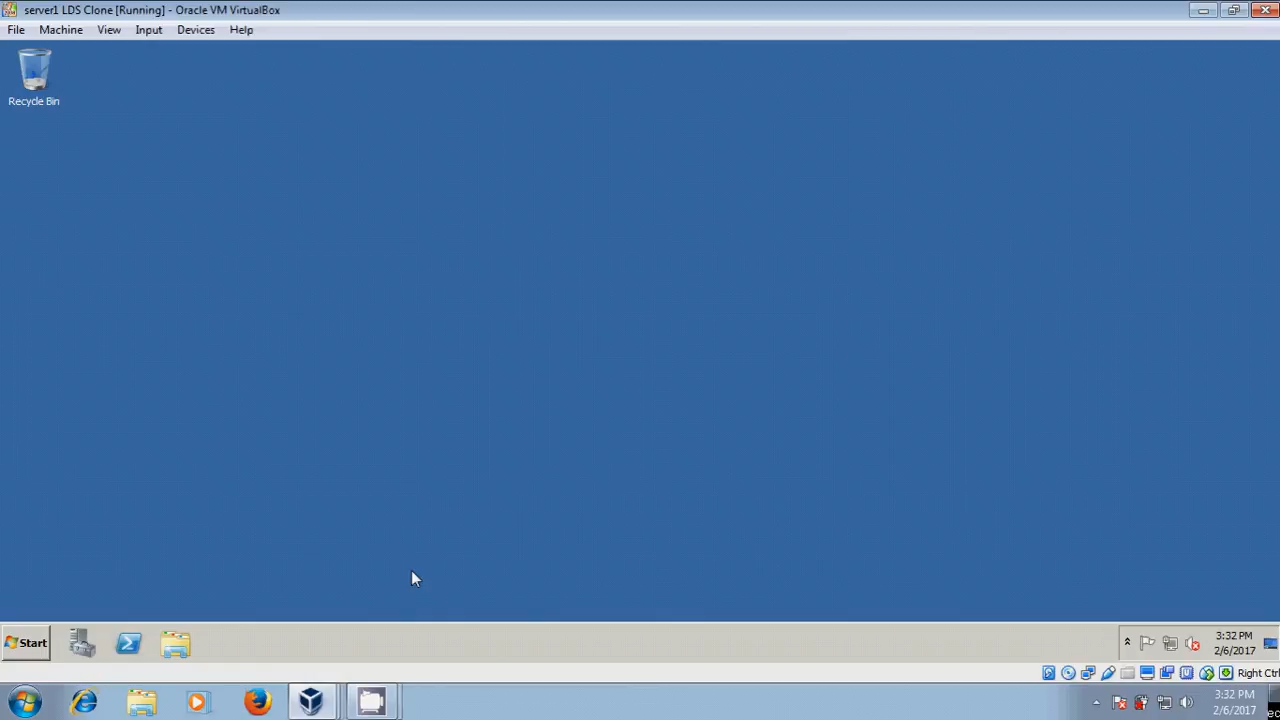 server1 LDS Clone [Running] - Oracle VM VirtualBox
File Machine View Input Devices Help
Recycle Bin
Start
3:32 PM
2/6/2017
Right Ctrl
3:32 PM
2/6/2017